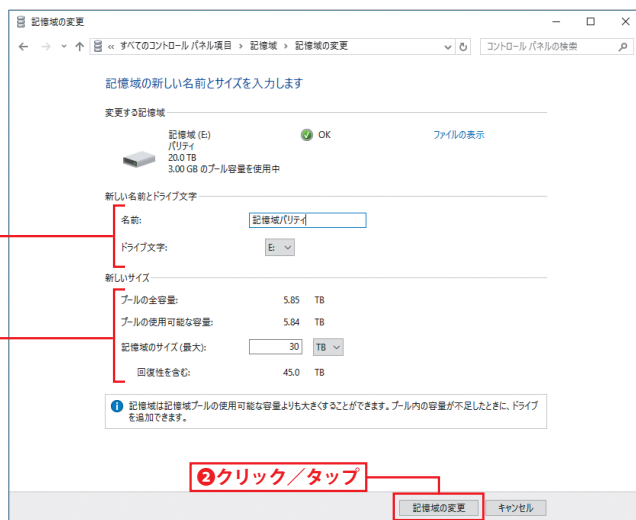 記憶域の変更
« すべてのコントロール パネル項目 › 記憶域 › 記憶域の変更
コントロール パネルの検索
記憶域の新しい名前とサイズを入力します
変更する記憶域
記憶域 (E:)
OK
ファイルの表示
パリティ
20.0 TB
3.00 GB のプール容量を使用中
新しい名前とドライブ文字
名前: 記憶域パリティ
ドライブ文字: E:
新しいサイズ
プールの全容量: 5.85 TB
プールの使用可能な容量: 5.84 TB
記憶域のサイズ (最大): 30 TB
回復性を含む: 45.0 TB
記憶域は記憶域プールの使用可能な容量よりも大きくすることができます。プール内の容量が不足したときに、ドライブ
を追加できます。
❷クリック／タップ
記憶域の変更 キャンセル